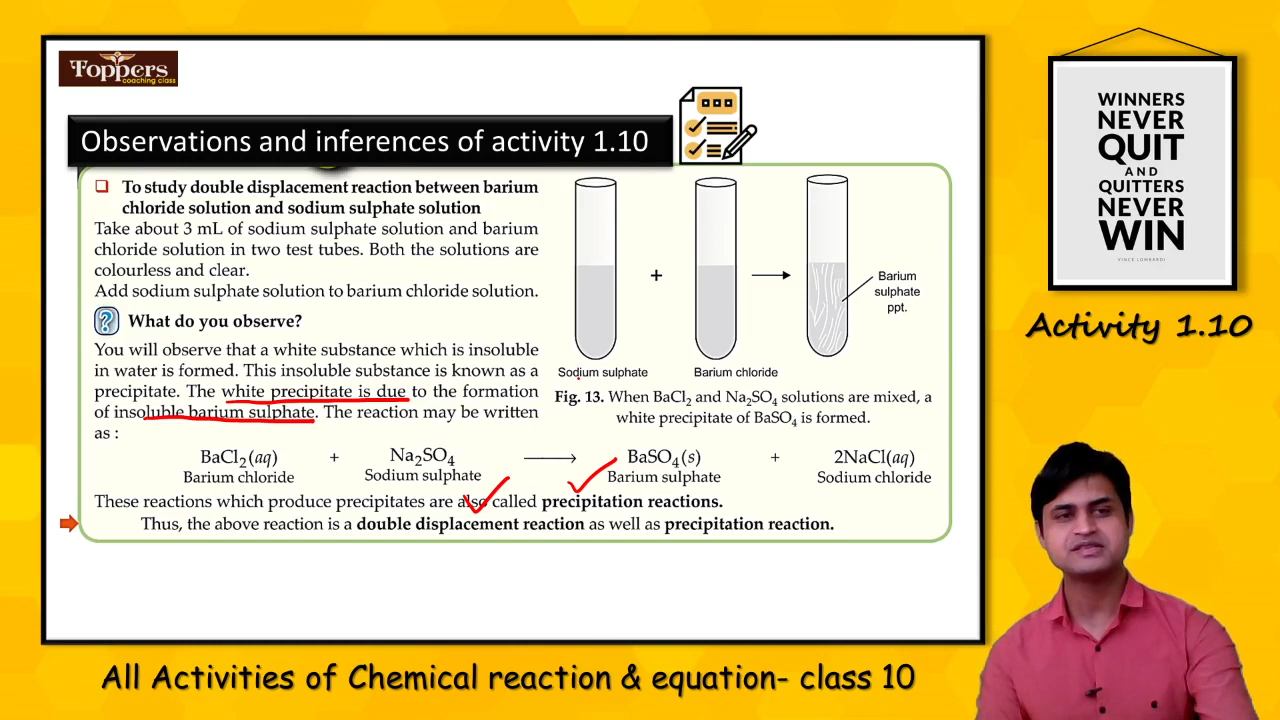 Toppers
coaching class
Observations and inferences of activity 1.10
To study double displacement reaction between barium
chloride solution and sodium sulphate solution
Take about 3 mL of sodium sulphate solution and barium
chloride solution in two test tubes. Both the solutions are
colourless and clear.
Add sodium sulphate solution to barium chloride solution.
? What do you observe?
You will observe that a white substance which is insoluble
in water is formed. This insoluble substance is known as a
precipitate. The white precipitate is due to the formation
of insoluble barium sulphate. The reaction may be written
as :
+
Barium
sulphate
ppt.
Sodium sulphate Barium chloride
Fig. 13. When BaCl₂ and Na₂SO₄ solutions are mixed, a
white precipitate of BaSO₄ is formed.
BaCl₂(aq) + Na₂SO₄ ⟶ BaSO₄(s) + 2NaCl(aq)
Barium chloride Sodium sulphate Barium sulphate Sodium chloride
These reactions which produce precipitates are also called precipitation reactions.
Thus, the above reaction is a double displacement reaction as well as precipitation reaction.
WINNERS
NEVER
QUIT
AND
QUITTERS
NEVER
WIN
VINCE LOMBARDI
Activity 1.10
All Activities of Chemical reaction & equation- class 10